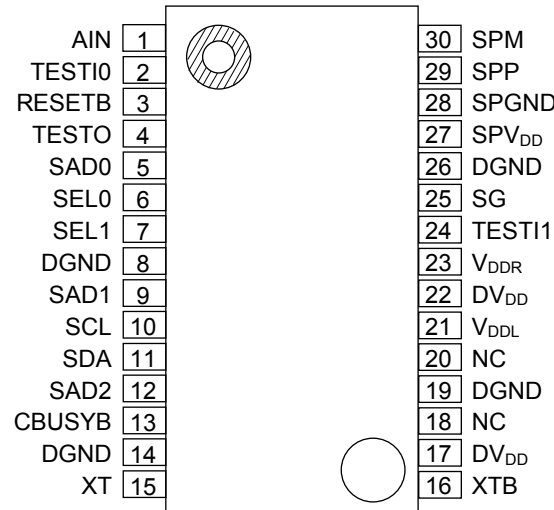 AIN 1 30 SPM
TESTI0 2 29 SPP
RESETB 3 28 SPGND
TESTO 4 27 SPVDD
SAD0 5 26 DGND
SEL0 6 25 SG
SEL1 7 24 TESTI1
DGND 8 23 VDDR
SAD1 9 22 DVDD
SCL 10 21 VDDL
SDA 11 20 NC
SAD2 12 19 DGND
CBUSYB 13 18 NC
DGND 14 17 DVDD
XT 15 16 XTB